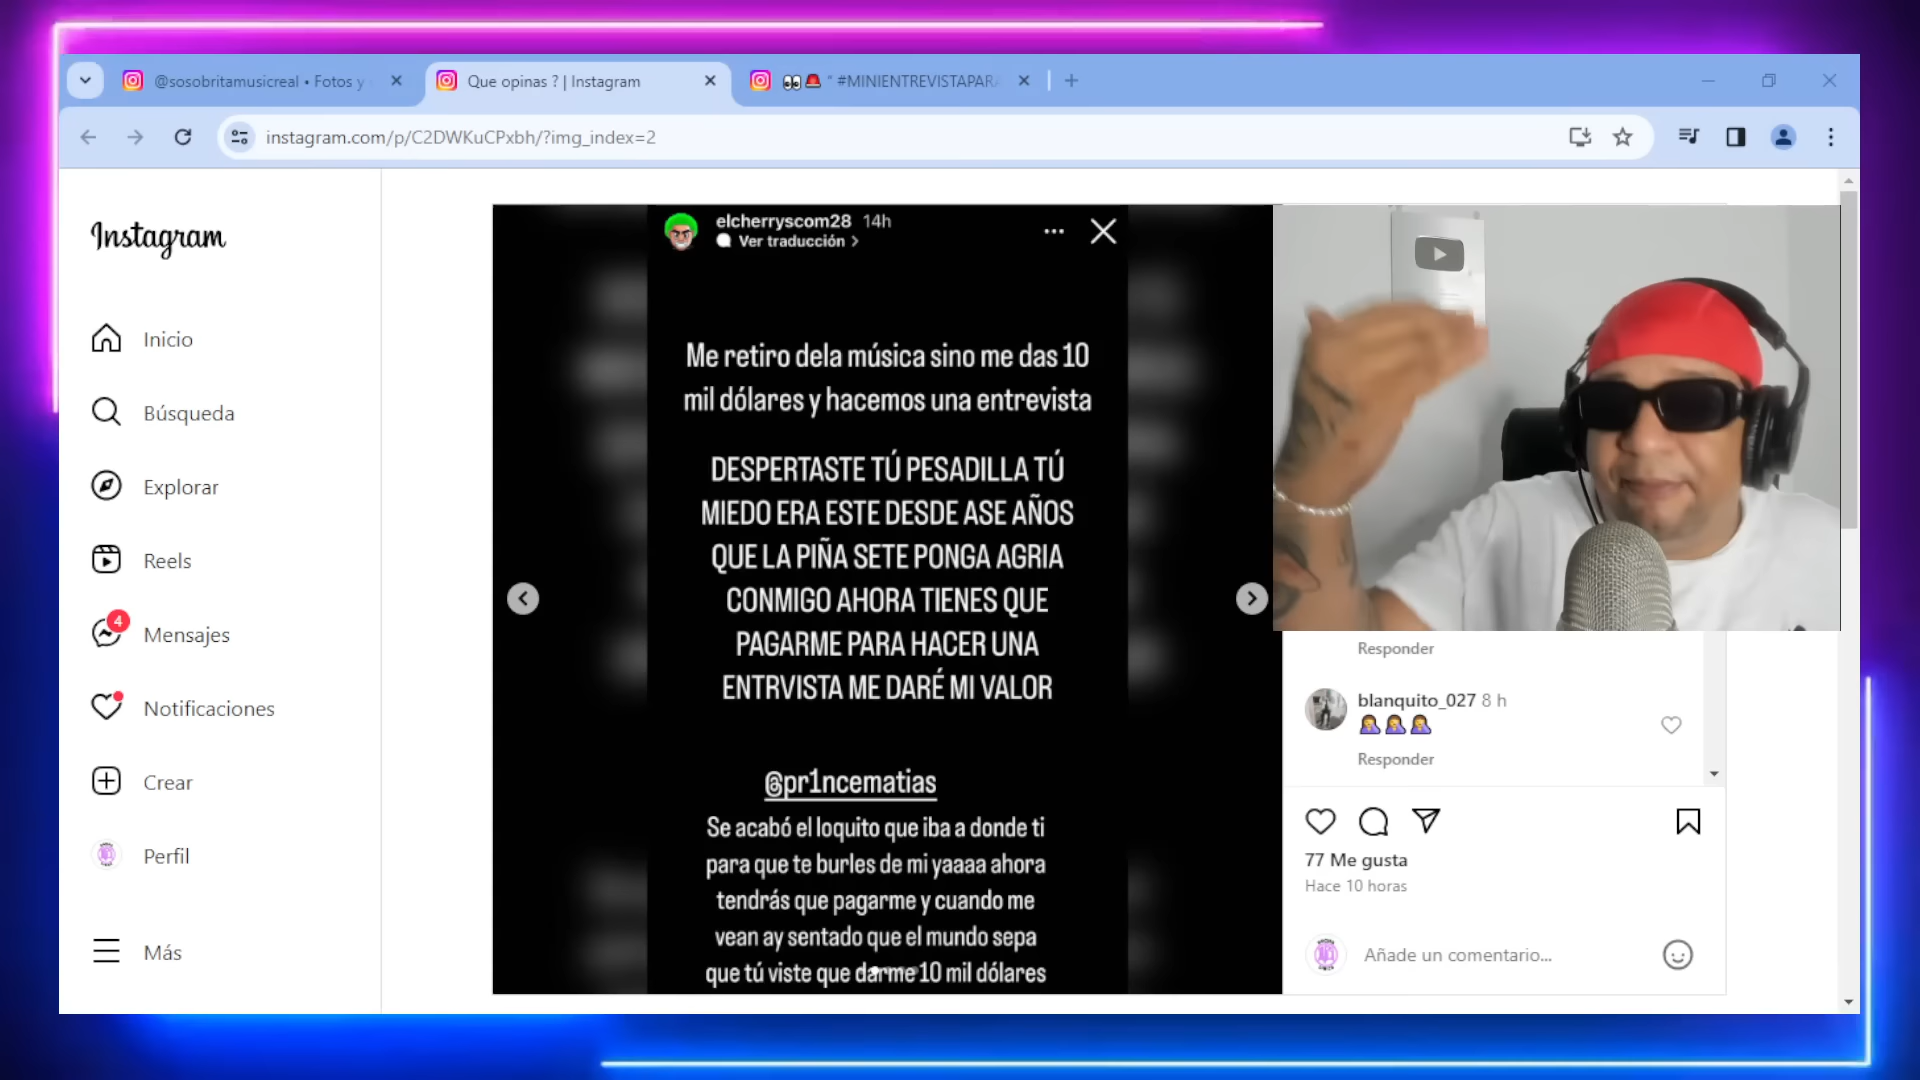 @sosobritamusicreal • Fotos y
Que opinas ? | Instagram
👀🚨 " #MINIENTREVISTAPARA
instagram.com/p/C2DWKuCPxbh/?img_index=2
Instagram
Inicio
Búsqueda
Explorar
Reels
4
Mensajes
Notificaciones
Crear
Perfil
Más
elcherryscom28 14h
Ver traducción >
Me retiro dela música sino me das 10
mil dólares y hacemos una entrevista
DESPERTASTE TÚ PESADILLA TÚ
MIEDO ERA ESTE DESDE ASE AÑOS
QUE LA PIÑA SETE PONGA AGRIA
CONMIGO AHORA TIENES QUE
PAGARME PARA HACER UNA
ENTRVISTA ME DARÉ MI VALOR
@pr1ncematias
Se acabó el loquito que iba a donde ti
para que te burles de mi yaaaa ahora
tendrás que pagarme y cuando me
vean ay sentado que el mundo sepa
que tú viste que darme 10 mil dólares
Responder
blanquito_027 8 h
🤦‍♀️🤦‍♀️🤦‍♀️
Responder
77 Me gusta
Hace 10 horas
Añade un comentario...